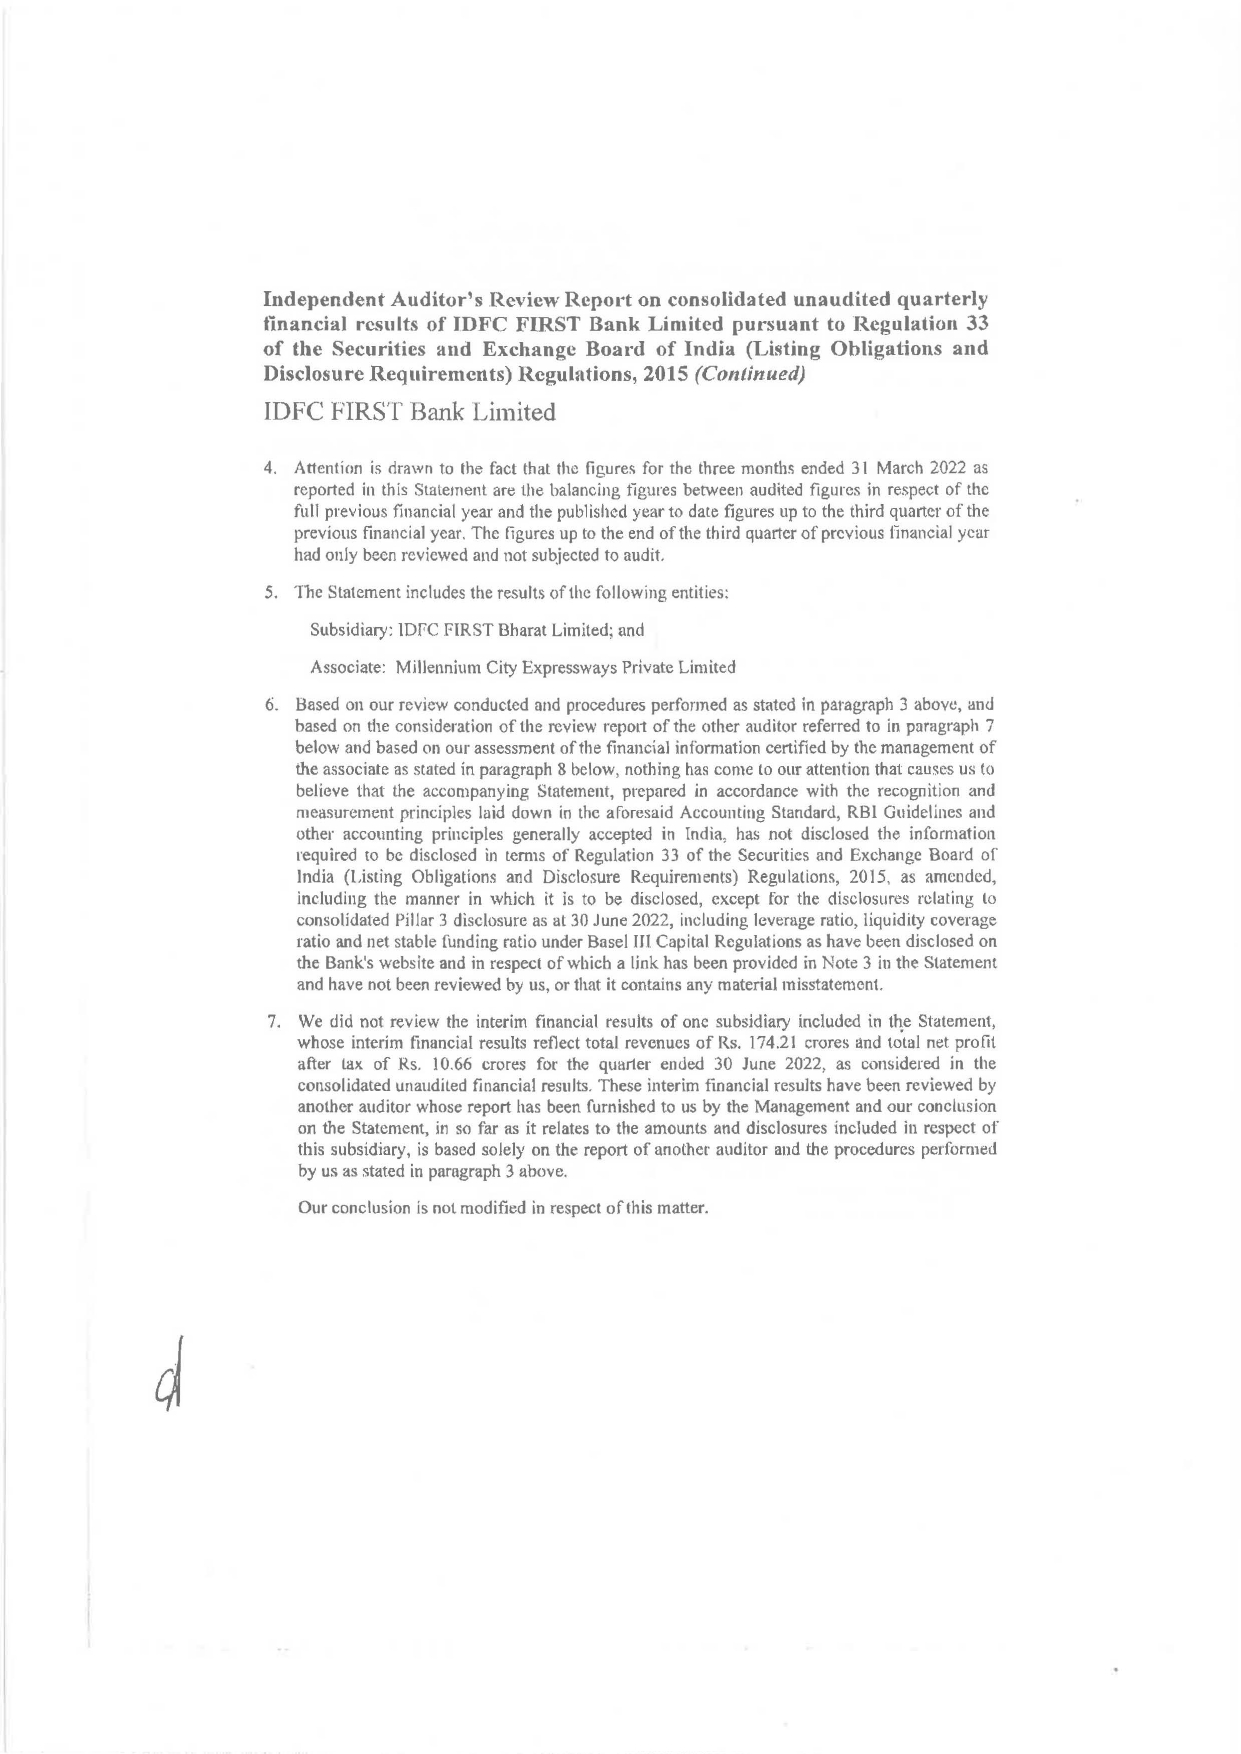 Independent Auditor's Review Report on consolidated unaudited quarterly
financial results of IDFC FIRST Bank Limited pursuant to Regulation 33
of the Securities and Exchange Board of India (Listing Obligations and
Disclosure Requirements) Regulations, 2015 (Continued)
IDFC FIRST Bank Limited
4. Attention is drawn to the fact that the figures for the three months ended 31 March 2022 as
reported in this Statement are the balancing figures between audited figures in respect of the
full previous financial year and the published year to date figures up to the third quarter of the
previous financial year. The figures up to the end of the third quarter of previous financial year
had only been reviewed and not subjected to audit.
5. The Statement includes the results of the following entities:
Subsidiary: IDFC FIRST Bharat Limited; and
Associate: Millennium City Expressways Private Limited
6. Based on our review conducted and procedures performed as stated in paragraph 3 above, and
based on the consideration of the review report of the other auditor referred to in paragraph 7
below and based on our assessment of the financial information certified by the management of
the associate as stated in paragraph 8 below, nothing has come to our attention that causes us to
believe that the accompanying Statement, prepared in accordance with the recognition and
measurement principles laid down in the aforesaid Accounting Standard, RBI Guidelines and
other accounting principles generally accepted in India, has not disclosed the information
required to be disclosed in terms of Regulation 33 of the Securities and Exchange Board of
India (Listing Obligations and Disclosure Requirements) Regulations, 2015, as amended,
including the manner in which it is to be disclosed, except for the disclosures relating to
consolidated Pillar 3 disclosure as at 30 June 2022, including leverage ratio, liquidity coverage
ratio and net stable funding ratio under Basel III Capital Regulations as have been disclosed on
the Bank's website and in respect of which a link has been provided in Note 3 in the Statement
and have not been reviewed by us, or that it contains any material misstatement.
7. We did not review the interim financial results of one subsidiary included in the Statement,
whose interim financial results reflect total revenues of Rs. 174.21 crores and total net profit
after tax of Rs. 10.66 crores for the quarter ended 30 June 2022, as considered in the
consolidated unaudited financial results. These interim financial results have been reviewed by
another auditor whose report has been furnished to us by the Management and our conclusion
on the Statement, in so far as it relates to the amounts and disclosures included in respect of
this subsidiary, is based solely on the report of another auditor and the procedures performed
by us as stated in paragraph 3 above.
Our conclusion is not modified in respect of this matter.